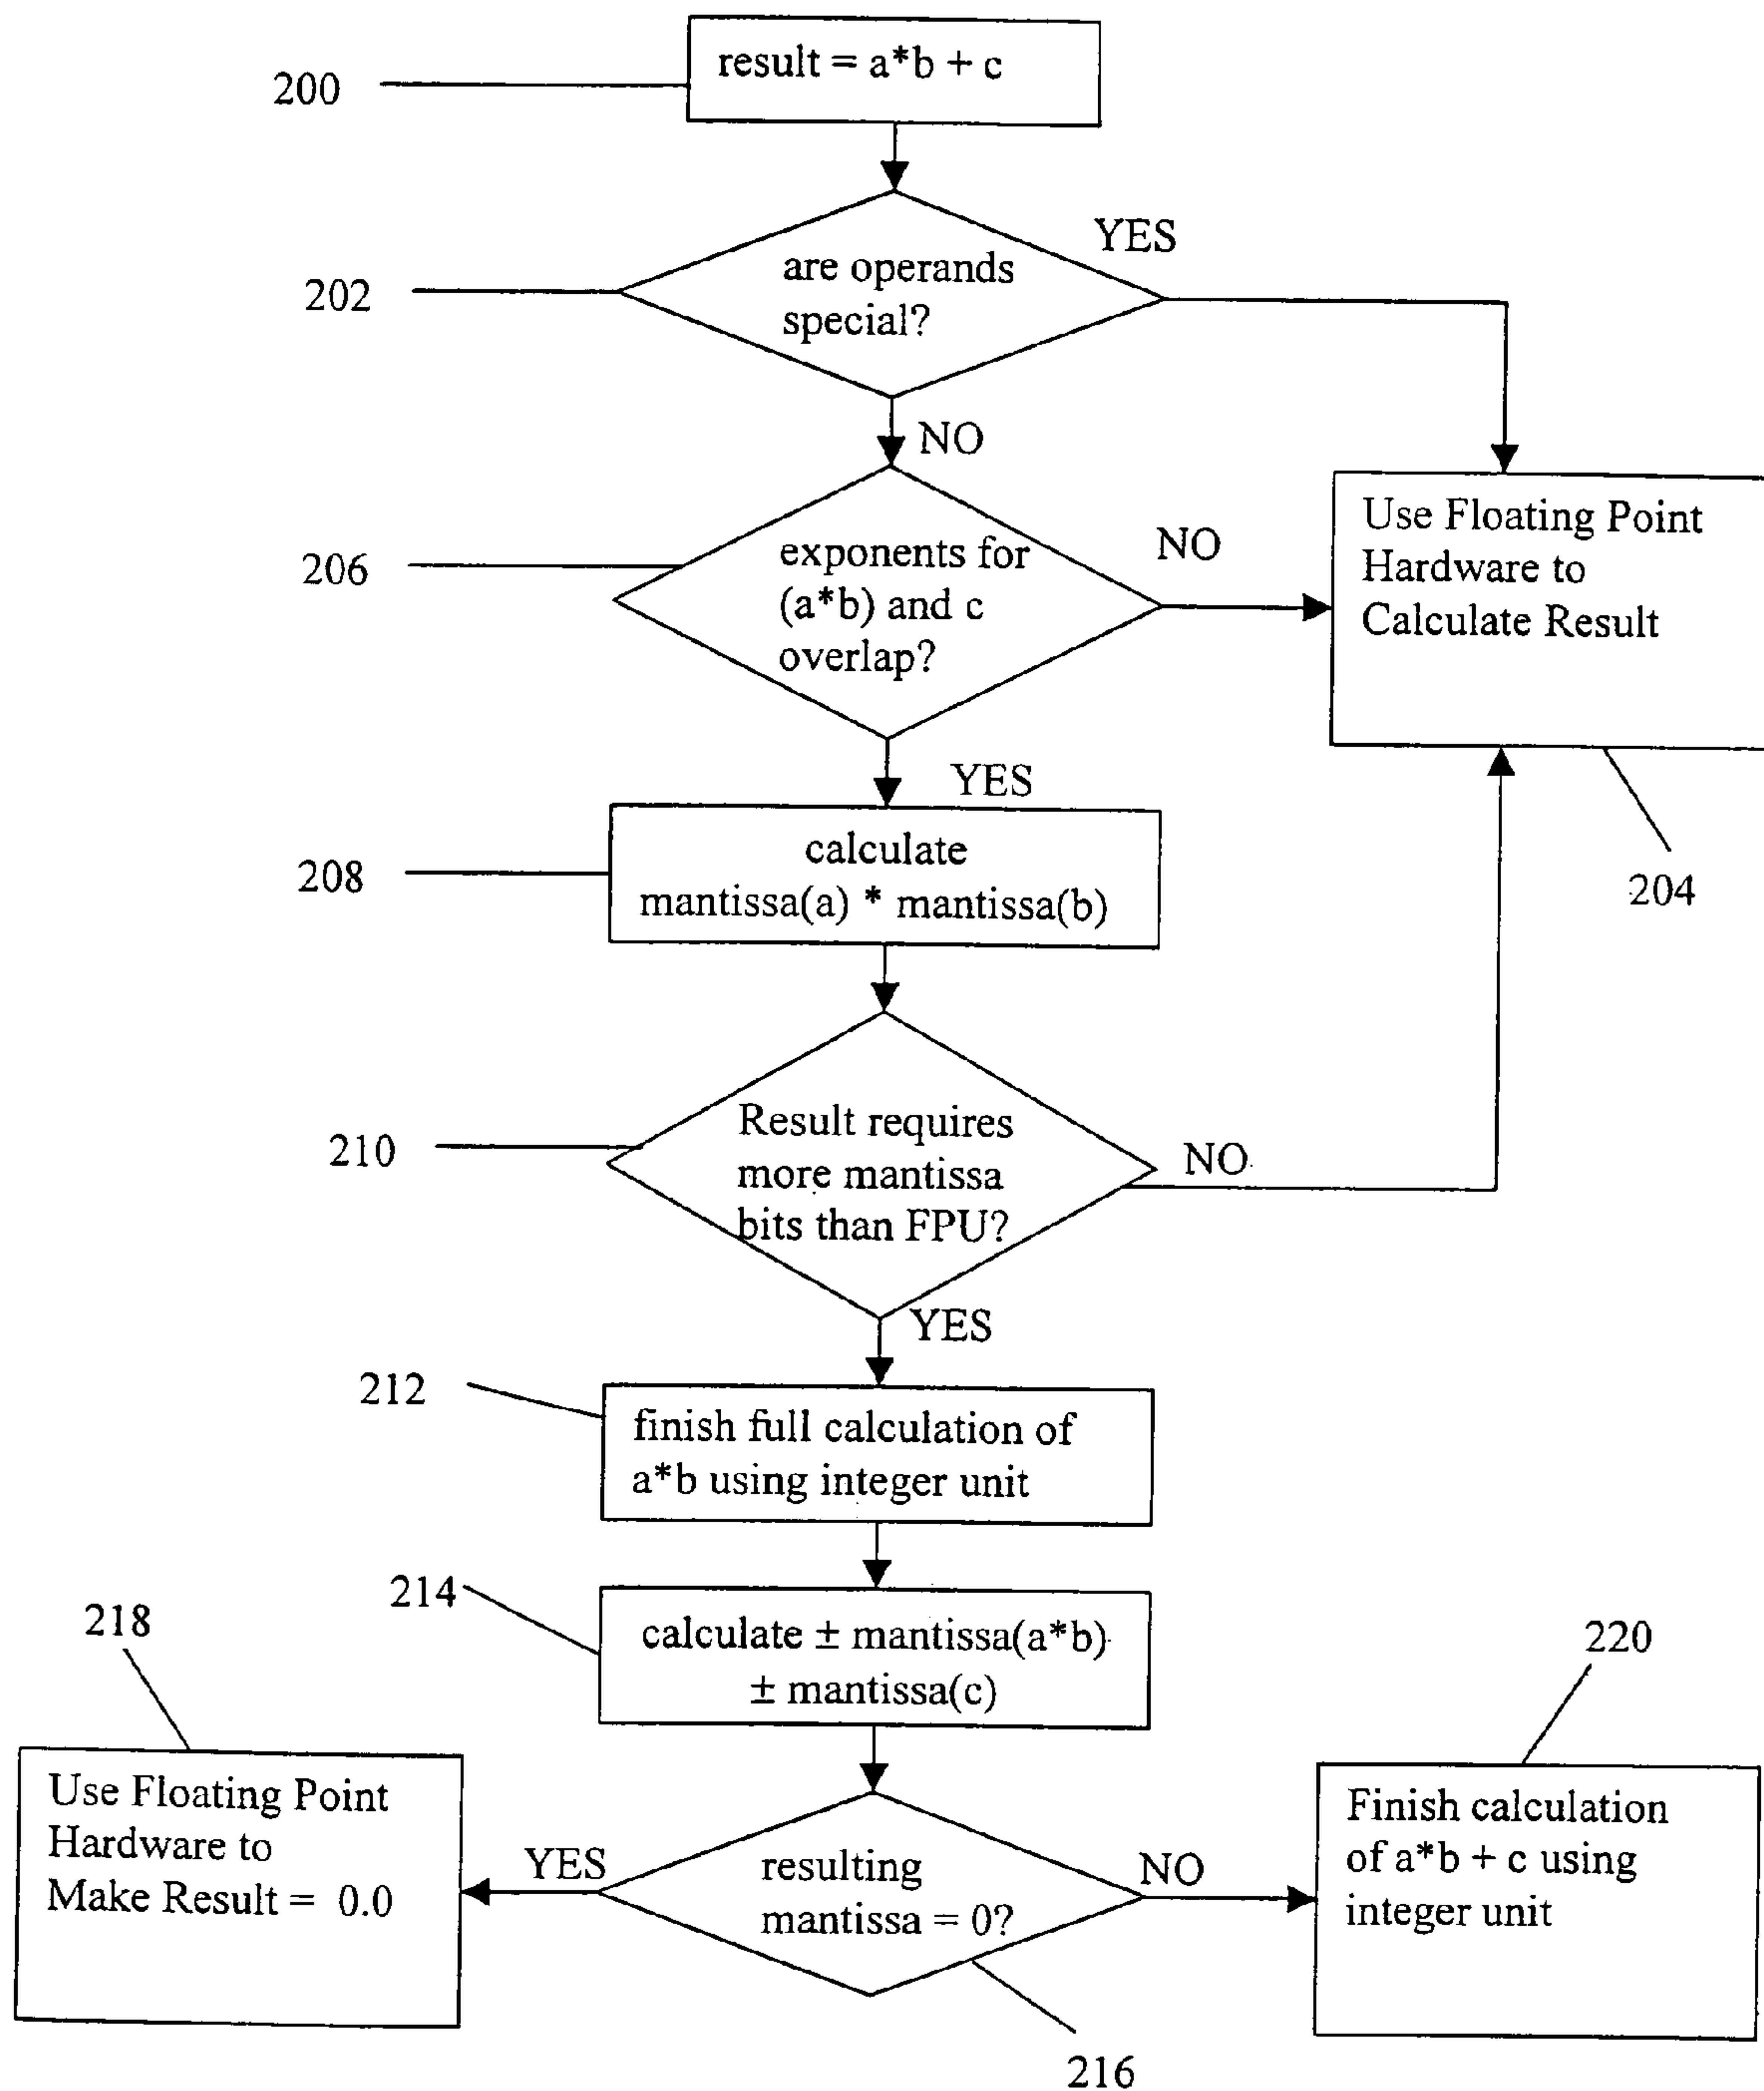 result = a*b + c
200
YES
are operands
special?
202
NO
Use Floating Point
Hardware to
Calculate Result
NO
exponents for
(a*b) and c
overlap?
206
YES
calculate
mantissa(a) * mantissa(b)
208
204
Result requires
more mantissa
bits than FPU?
210
NO
YES
212
finish full calculation of
a*b using integer unit
214
calculate ± mantissa(a*b)
± mantissa(c)
218
220
Use Floating Point
Hardware to
Make Result = 0.0
YES
resulting
mantissa = 0?
NO
Finish calculation
of a*b + c using
integer unit
216